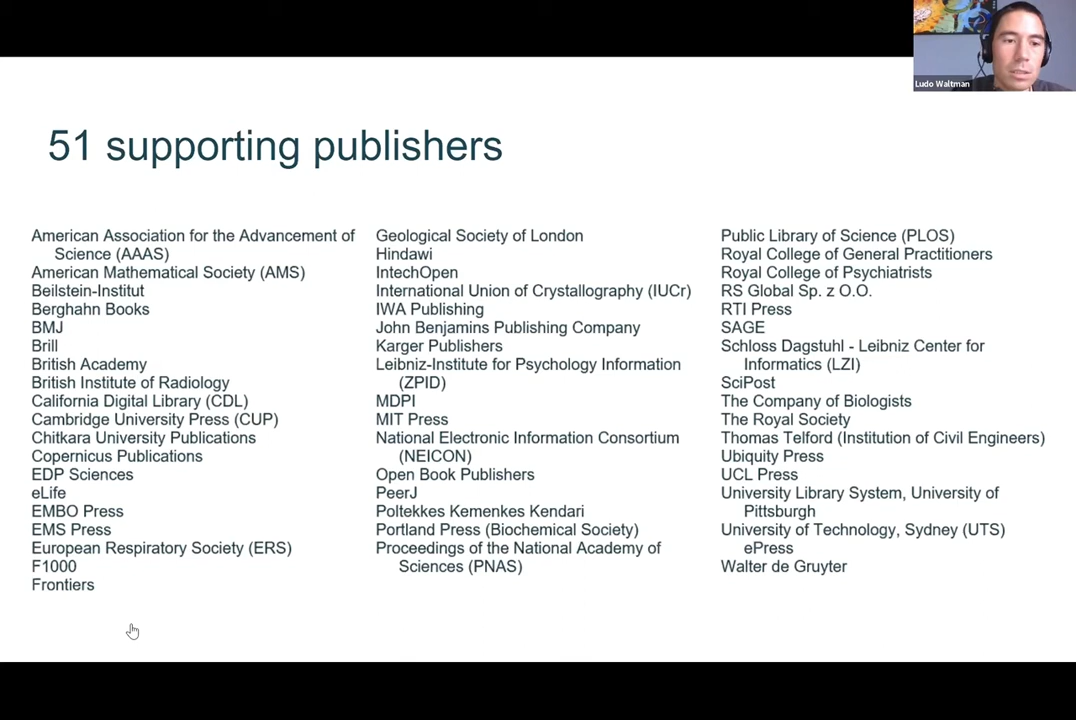 Ludo Waltman
51 supporting publishers
American Association for the Advancement of
Science (AAAS)
American Mathematical Society (AMS)
Beilstein-Institut
Berghahn Books
BMJ
Brill
British Academy
British Institute of Radiology
California Digital Library (CDL)
Cambridge University Press (CUP)
Chitkara University Publications
Copernicus Publications
EDP Sciences
eLife
EMBO Press
EMS Press
European Respiratory Society (ERS)
F1000
Frontiers
Geological Society of London
Hindawi
IntechOpen
International Union of Crystallography (IUCr)
IWA Publishing
John Benjamins Publishing Company
Karger Publishers
Leibniz-Institute for Psychology Information
(ZPID)
MDPI
MIT Press
National Electronic Information Consortium
(NEICON)
Open Book Publishers
PeerJ
Poltekkes Kemenkes Kendari
Portland Press (Biochemical Society)
Proceedings of the National Academy of
Sciences (PNAS)
Public Library of Science (PLOS)
Royal College of General Practitioners
Royal College of Psychiatrists
RS Global Sp. z O.O.
RTI Press
SAGE
Schloss Dagstuhl - Leibniz Center for
Informatics (LZI)
SciPost
The Company of Biologists
The Royal Society
Thomas Telford (Institution of Civil Engineers)
Ubiquity Press
UCL Press
University Library System, University of
Pittsburgh
University of Technology, Sydney (UTS)
ePress
Walter de Gruyter